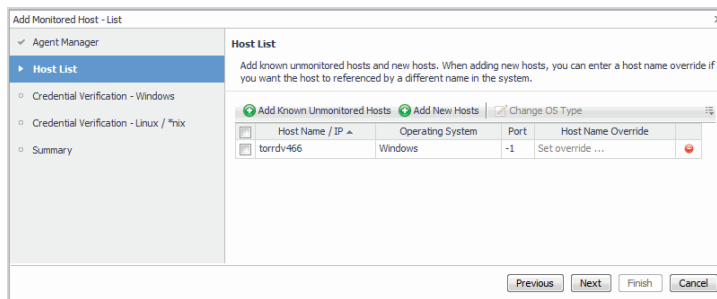 Add Monitored Host - List
Agent Manager
Host List
Credential Verification - Windows
Credential Verification - Linux / *nix
Summary
Host List
Add known unmonitored hosts and new hosts. When adding new hosts, you can enter a host name override if
you want the host to referenced by a different name in the system.
Add Known Unmonitored Hosts Add New Hosts Change OS Type
Host Name / IP Operating System Port Host Name Override
torrdv466 Windows -1 Set override ...
Previous Next Finish Cancel